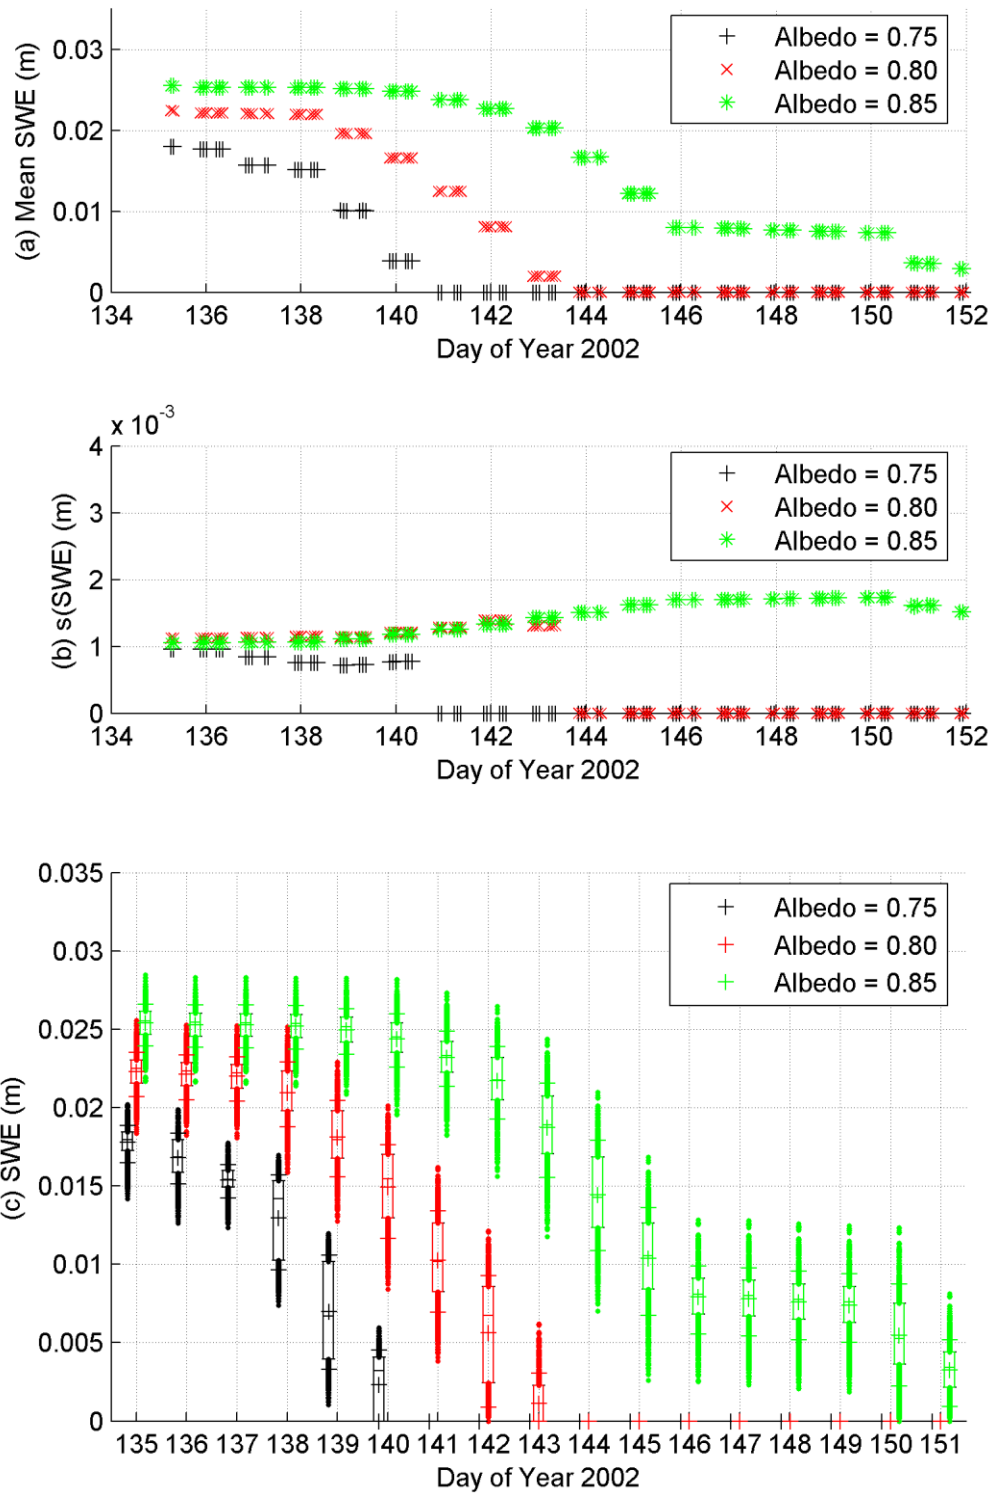 (a) Mean SWE (m)
0.03
0.02
0.01
0
Albedo = 0.75
Albedo = 0.80
Albedo = 0.85
134 136 138 140 142 144 146 148 150 152
Day of Year 2002
x 10-3
(b) s(SWE) (m)
4
3
2
1
0
Albedo = 0.75
Albedo = 0.80
Albedo = 0.85
134 136 138 140 142 144 146 148 150 152
Day of Year 2002
(c) SWE (m)
0.035
0.03
0.025
0.02
0.015
0.01
0.005
0
Albedo = 0.75
Albedo = 0.80
Albedo = 0.85
135 136 137 138 139 140 141 142 143 144 145 146 147 148 149 150 151
Day of Year 2002